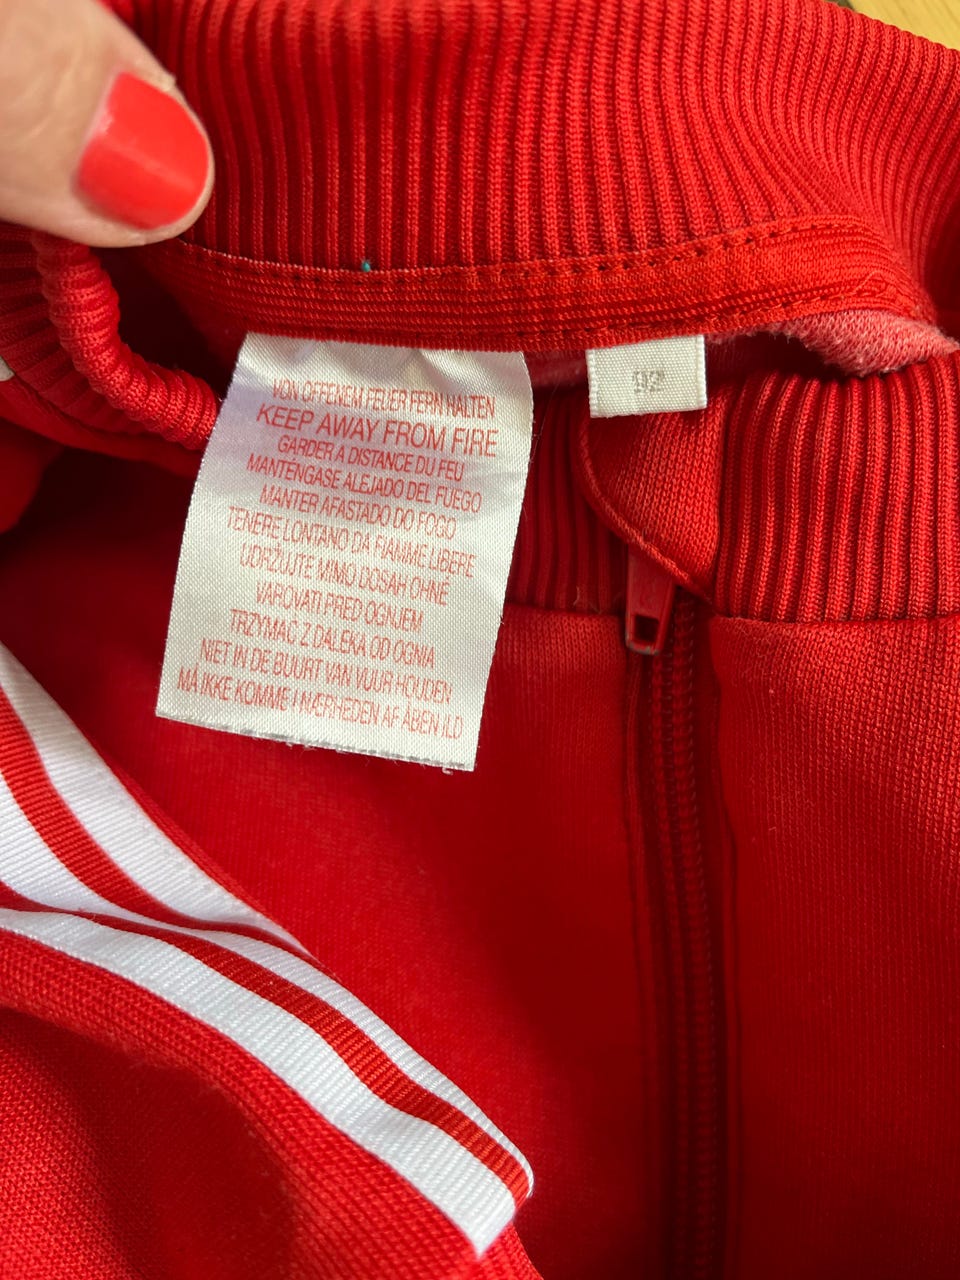 VON OFFENEM FEUER FERN HALTEN
KEEP AWAY FROM FIRE
GARDER A DISTANCE DU FEU
MANTENGASE ALEJADO DEL FUEGO
MANTER AFASTADO DO FOGO
TENERE LONTANO DA FIAMME LIBERE
UDRŽUJTE MIMO DOSAH OHNĚ
VAROVATI PRED OGNJEM
TRZYMAĆ Z DALEKA OD OGNIA
NIET IN DE BUURT VAN VUUR HOUDEN
MÅ IKKE KOMME I NÆRHEDEN AF ÅBEN ILD